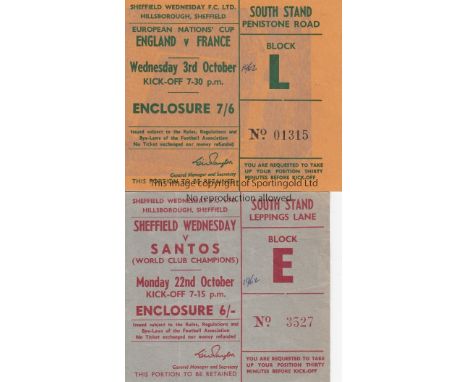 SHEFFIELD WEDNESDAY F.C. LTD.
HILLSBOROUGH, SHEFFIELD
EUROPEAN NATIONS' CUP
ENGLAND v FRANCE
Wednesday 3rd October
KICK-OFF 7-30 p.m.
ENCLOSURE 7/6
Issued subject to the Rules, Regulations and
Bye-Laws of the Football Association
No Ticket exchanged nor money refunded
General Manager and Secretary
THIS PORTION TO BE RETAINED
SOUTH STAND
PENISTONE ROAD
BLOCK
1962
L
No 01315
YOU ARE REQUESTED TO TAKE
UP YOUR POSITION THIRTY
MINUTES BEFORE KICK-OFF.
This image copyright of Sportingold Ltd
No reproduction allowed
SHEFFIELD WEDNESDAY F.C. LTD.
HILLSBOROUGH, SHEFFIELD
SHEFFIELD WEDNESDAY
v
SANTOS
(WORLD CLUB CHAMPIONS)
Monday 22nd October
KICK-OFF 7-15 p.m.
ENCLOSURE 6/-
Issued subject to the Rules, Regulations and
Bye-Laws of the Football Association
No Ticket exchanged nor money refunded
General Manager and Secretary
THIS PORTION TO BE RETAINED
SOUTH STAND
LEPPINGS LANE
BLOCK
1962
E
No 3527
YOU ARE REQUESTED TO TAKE
UP YOUR POSITION THIRTY
MINUTES BEFORE KICK-OFF